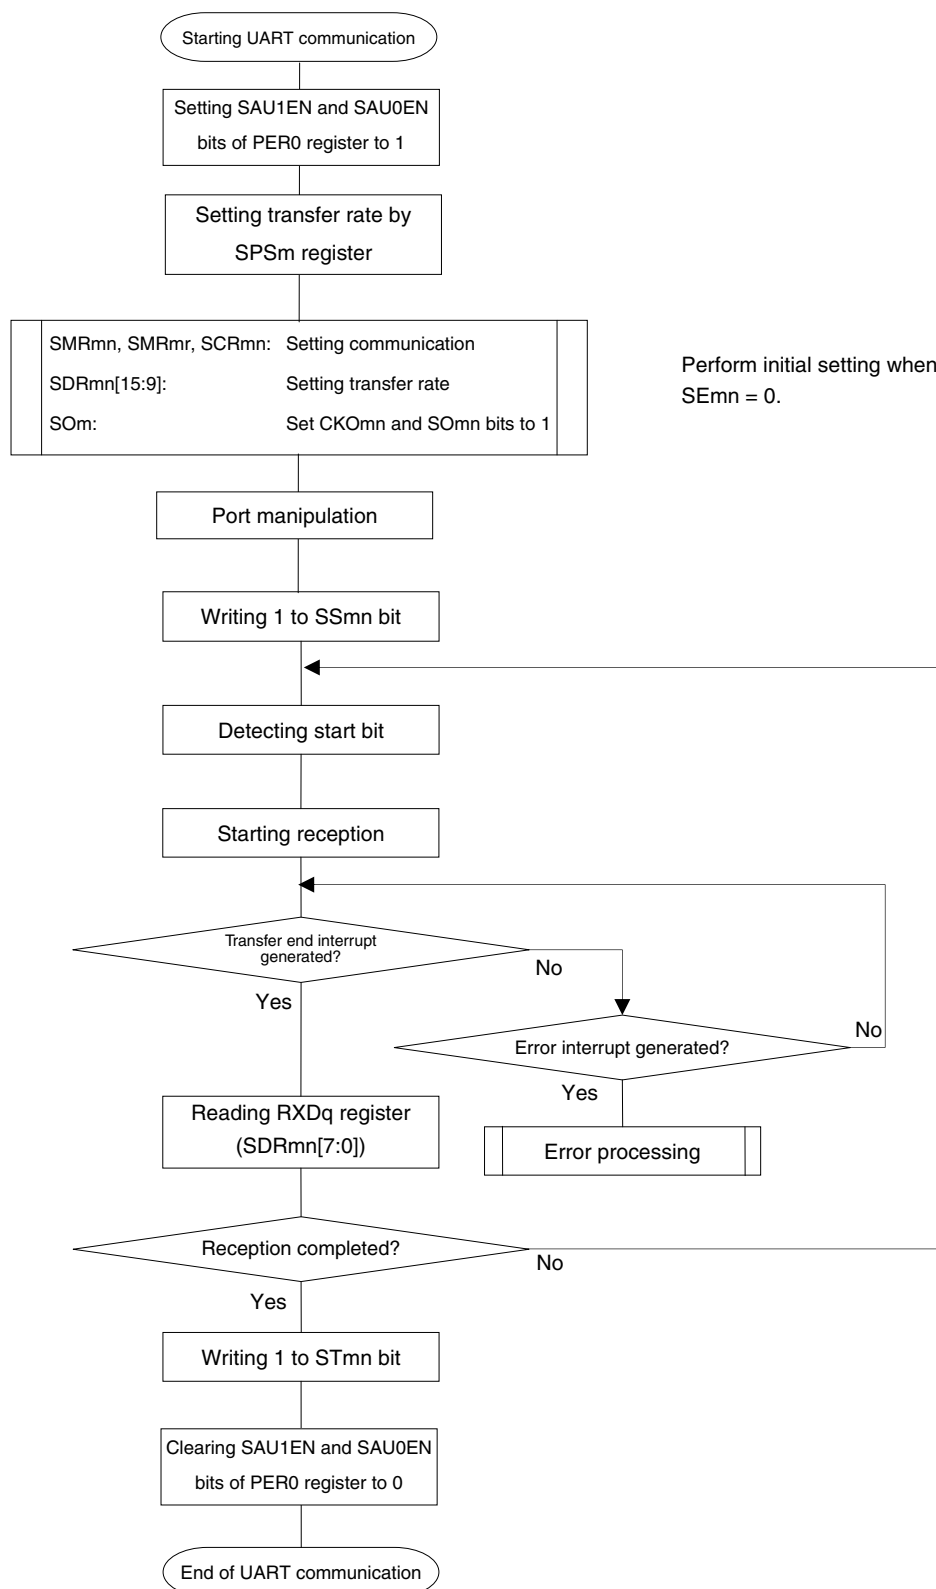 Starting UART communication
Setting SAU1EN and SAU0EN
bits of PER0 register to 1
Setting transfer rate by
SPSm register
SMRmn, SMRmr, SCRmn: Setting communication
SDRmn[15:9]: Setting transfer rate
SOm: Set CKOmn and SOmn bits to 1
Perform initial setting when
SEmn = 0.
Port manipulation
Writing 1 to SSmn bit
Detecting start bit
Starting reception
Transfer end interrupt
generated?
No
Yes
Error interrupt generated?
No
Yes
Reading RXDq register
(SDRmn[7:0])
Error processing
Reception completed?
No
Yes
Writing 1 to STmn bit
Clearing SAU1EN and SAU0EN
bits of PER0 register to 0
End of UART communication